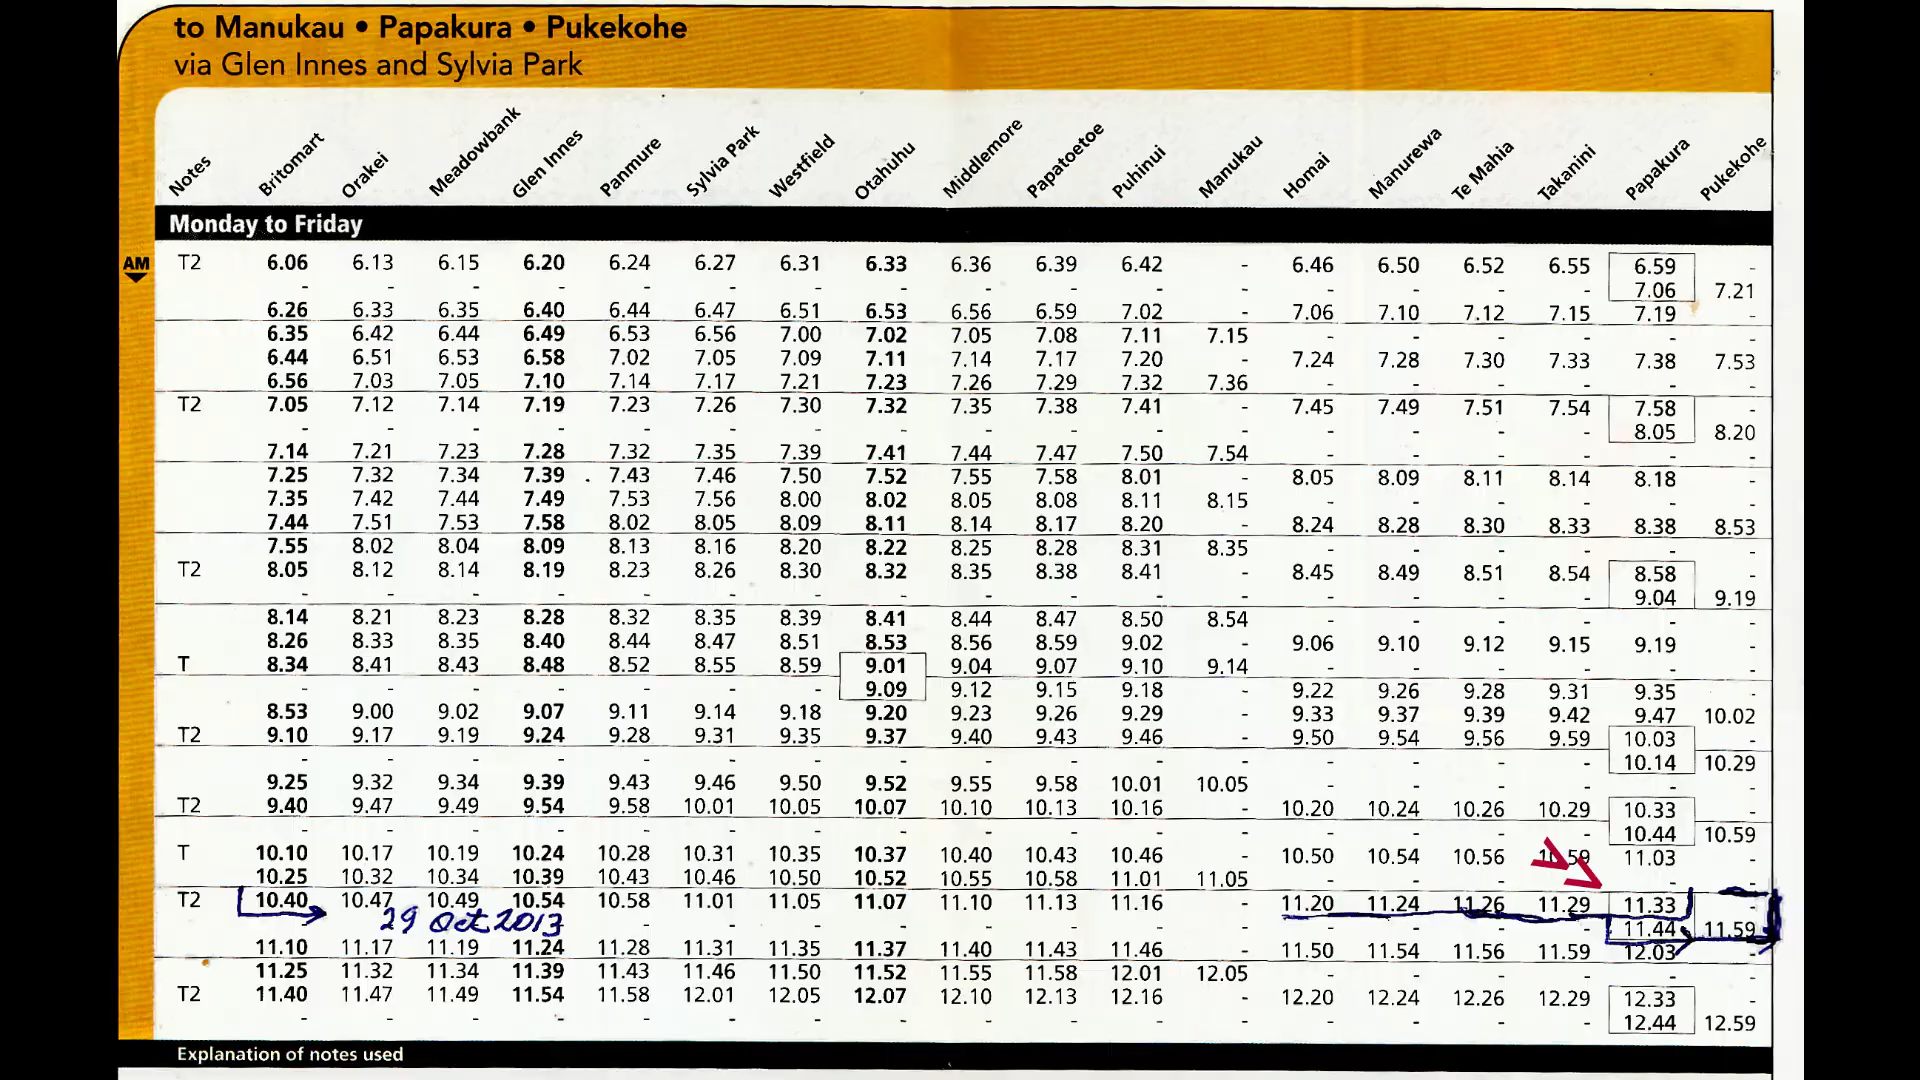 to Manukau • Papakura • Pukekohe
via Glen Innes and Sylvia Park
Notes Britomart Orakei Meadowbank Glen Innes Panmure Sylvia Park Westfield Otahuhu Middlemore Papatoetoe Puhinui Manukau Homai Manurewa Te Mahia Takanini Papakura Pukekohe
Monday to Friday
AM T2 6.06 6.13 6.15 6.20 6.24 6.27 6.31 6.33 6.36 6.39 6.42 - 6.46 6.50 6.52 6.55 6.59 -
- - - - - - - - - - - - - - - - 7.06 7.21
6.26 6.33 6.35 6.40 6.44 6.47 6.51 6.53 6.56 6.59 7.02 - 7.06 7.10 7.12 7.15 7.19 -
6.35 6.42 6.44 6.49 6.53 6.56 7.00 7.02 7.05 7.08 7.11 7.15 - - - - - -
6.44 6.51 6.53 6.58 7.02 7.05 7.09 7.11 7.14 7.17 7.20 - 7.24 7.28 7.30 7.33 7.38 7.53
6.56 7.03 7.05 7.10 7.14 7.17 7.21 7.23 7.26 7.29 7.32 7.36 - - - - - -
T2 7.05 7.12 7.14 7.19 7.23 7.26 7.30 7.32 7.35 7.38 7.41 - 7.45 7.49 7.51 7.54 7.58 -
- - - - - - - - - - - - - - - - 8.05 8.20
7.14 7.21 7.23 7.28 7.32 7.35 7.39 7.41 7.44 7.47 7.50 7.54 - - - - - -
7.25 7.32 7.34 7.39 7.43 7.46 7.50 7.52 7.55 7.58 8.01 - 8.05 8.09 8.11 8.14 8.18 -
7.35 7.42 7.44 7.49 7.53 7.56 8.00 8.02 8.05 8.08 8.11 8.15 - - - - - -
7.44 7.51 7.53 7.58 8.02 8.05 8.09 8.11 8.14 8.17 8.20 - 8.24 8.28 8.30 8.33 8.38 8.53
7.55 8.02 8.04 8.09 8.13 8.16 8.20 8.22 8.25 8.28 8.31 8.35 - - - - - -
T2 8.05 8.12 8.14 8.19 8.23 8.26 8.30 8.32 8.35 8.38 8.41 - 8.45 8.49 8.51 8.54 8.58 -
- - - - - - - - - - - - - - - - 9.04 9.19
8.14 8.21 8.23 8.28 8.32 8.35 8.39 8.41 8.44 8.47 8.50 8.54 - - - - - -
8.26 8.33 8.35 8.40 8.44 8.47 8.51 8.53 8.56 8.59 9.02 - 9.06 9.10 9.12 9.15 9.19 -
T 8.34 8.41 8.43 8.48 8.52 8.55 8.59 9.01 9.04 9.07 9.10 9.14 - - - - - -
- - - - - - - 9.09 9.12 9.15 9.18 - 9.22 9.26 9.28 9.31 9.35 -
8.53 9.00 9.02 9.07 9.11 9.14 9.18 9.20 9.23 9.26 9.29 - 9.33 9.37 9.39 9.42 9.47 10.02
T2 9.10 9.17 9.19 9.24 9.28 9.31 9.35 9.37 9.40 9.43 9.46 - 9.50 9.54 9.56 9.59 10.03 -
- - - - - - - - - - - - - - - - 10.14 10.29
9.25 9.32 9.34 9.39 9.43 9.46 9.50 9.52 9.55 9.58 10.01 10.05 - - - - - -
T2 9.40 9.47 9.49 9.54 9.58 10.01 10.05 10.07 10.10 10.13 10.16 - 10.20 10.24 10.26 10.29 10.33 -
- - - - - - - - - - - - - - - - 10.44 10.59
T 10.10 10.17 10.19 10.24 10.28 10.31 10.35 10.37 10.40 10.43 10.46 - 10.50 10.54 10.56 10.59 11.03 -
10.25 10.32 10.34 10.39 10.43 10.46 10.50 10.52 10.55 10.58 11.01 11.05 - - - - - -
T2 10.40 10.47 10.49 10.54 10.58 11.01 11.05 11.07 11.10 11.13 11.16 - 11.20 11.24 11.26 11.29 11.33 -
29 Oct 2013 - - - - - - - - - - - - 11.44 11.59
11.10 11.17 11.19 11.24 11.28 11.31 11.35 11.37 11.40 11.43 11.46 - 11.50 11.54 11.56 11.59 12.03 -
11.25 11.32 11.34 11.39 11.43 11.46 11.50 11.52 11.55 11.58 12.01 12.05 - - - - - -
T2 11.40 11.47 11.49 11.54 11.58 12.01 12.05 12.07 12.10 12.13 12.16 - 12.20 12.24 12.26 12.29 12.33 -
- - - - - - - - - - - - - - - - 12.44 12.59
Explanation of notes used